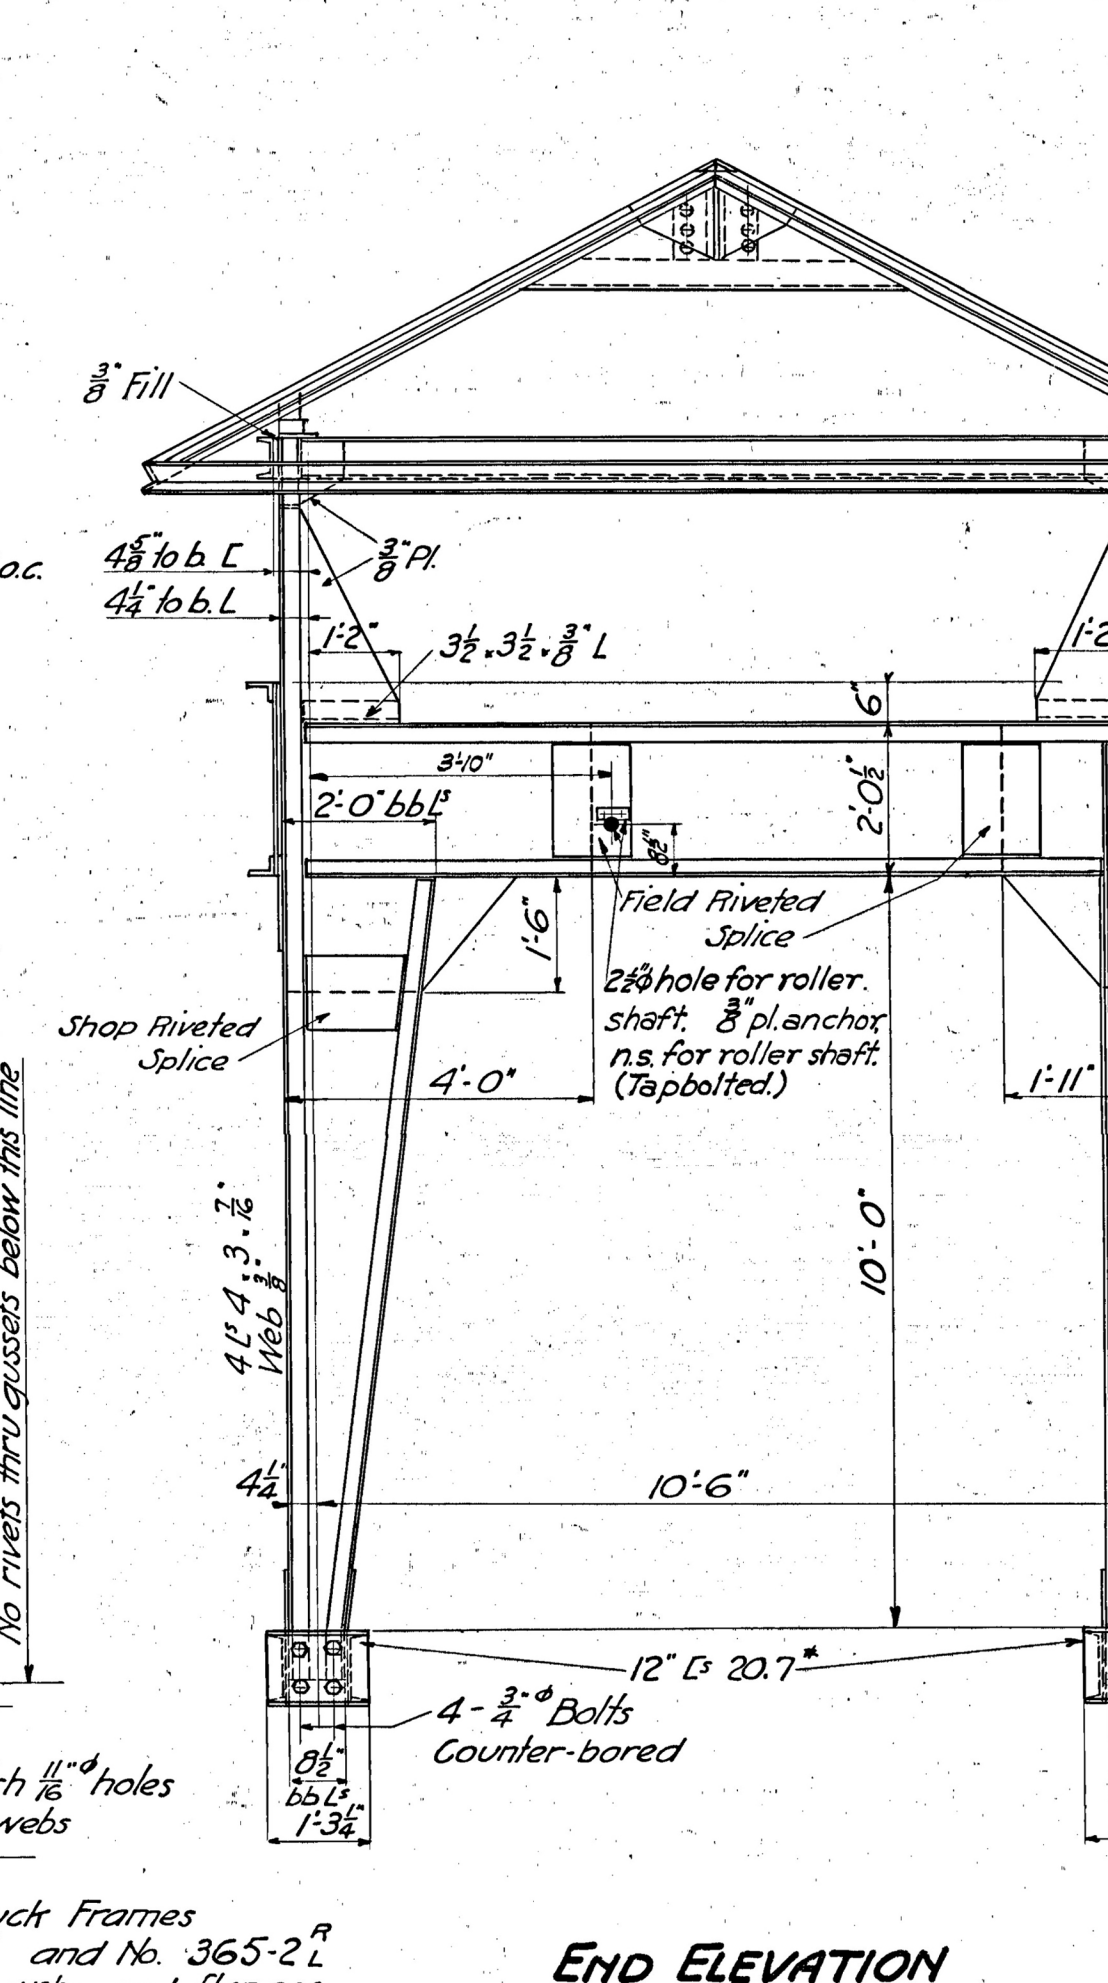 3/8" Fill
o.c.
4 5/8" to b. [
3/8" Pl.
4 1/4" to b. L
1'-2"
3 1/2 x 3 1/2 x 3/8" L
1'-2
6"
3'-10"
2'-0" bb Ls
2'-0 1/2"
8 1/2"
Field Riveted
Splice
1'-6"
2 1/2"φ hole for roller.
shaft. 3/8" pl. anchor,
n.s. for roller shaft.
(Tapbolted.)
Shop Riveted
Splice
4'-0"
1'-11"
No rivets thru gussets below this line
4 Ls 4 x 3 x 7/16"
Web 3/8"
10'-0"
4 1/4"
10'-6"
12" [s 20.7#
4 - 3/4"φ Bolts
Counter-bored
8 1/2"
bb Ls
1'-3 1/4"
11/16"φ holes
webs
Frames
and No. 365-2 R L
END ELEVATION